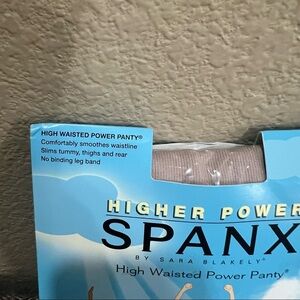 HIGH WAISTED POWER PANTY®
Comfortably smoothes waistline
Slims tummy, thighs and rear
No binding leg band
HIGHER POWER
SPANX
BY SARA BLAKELY®
High Waisted Power Panty®